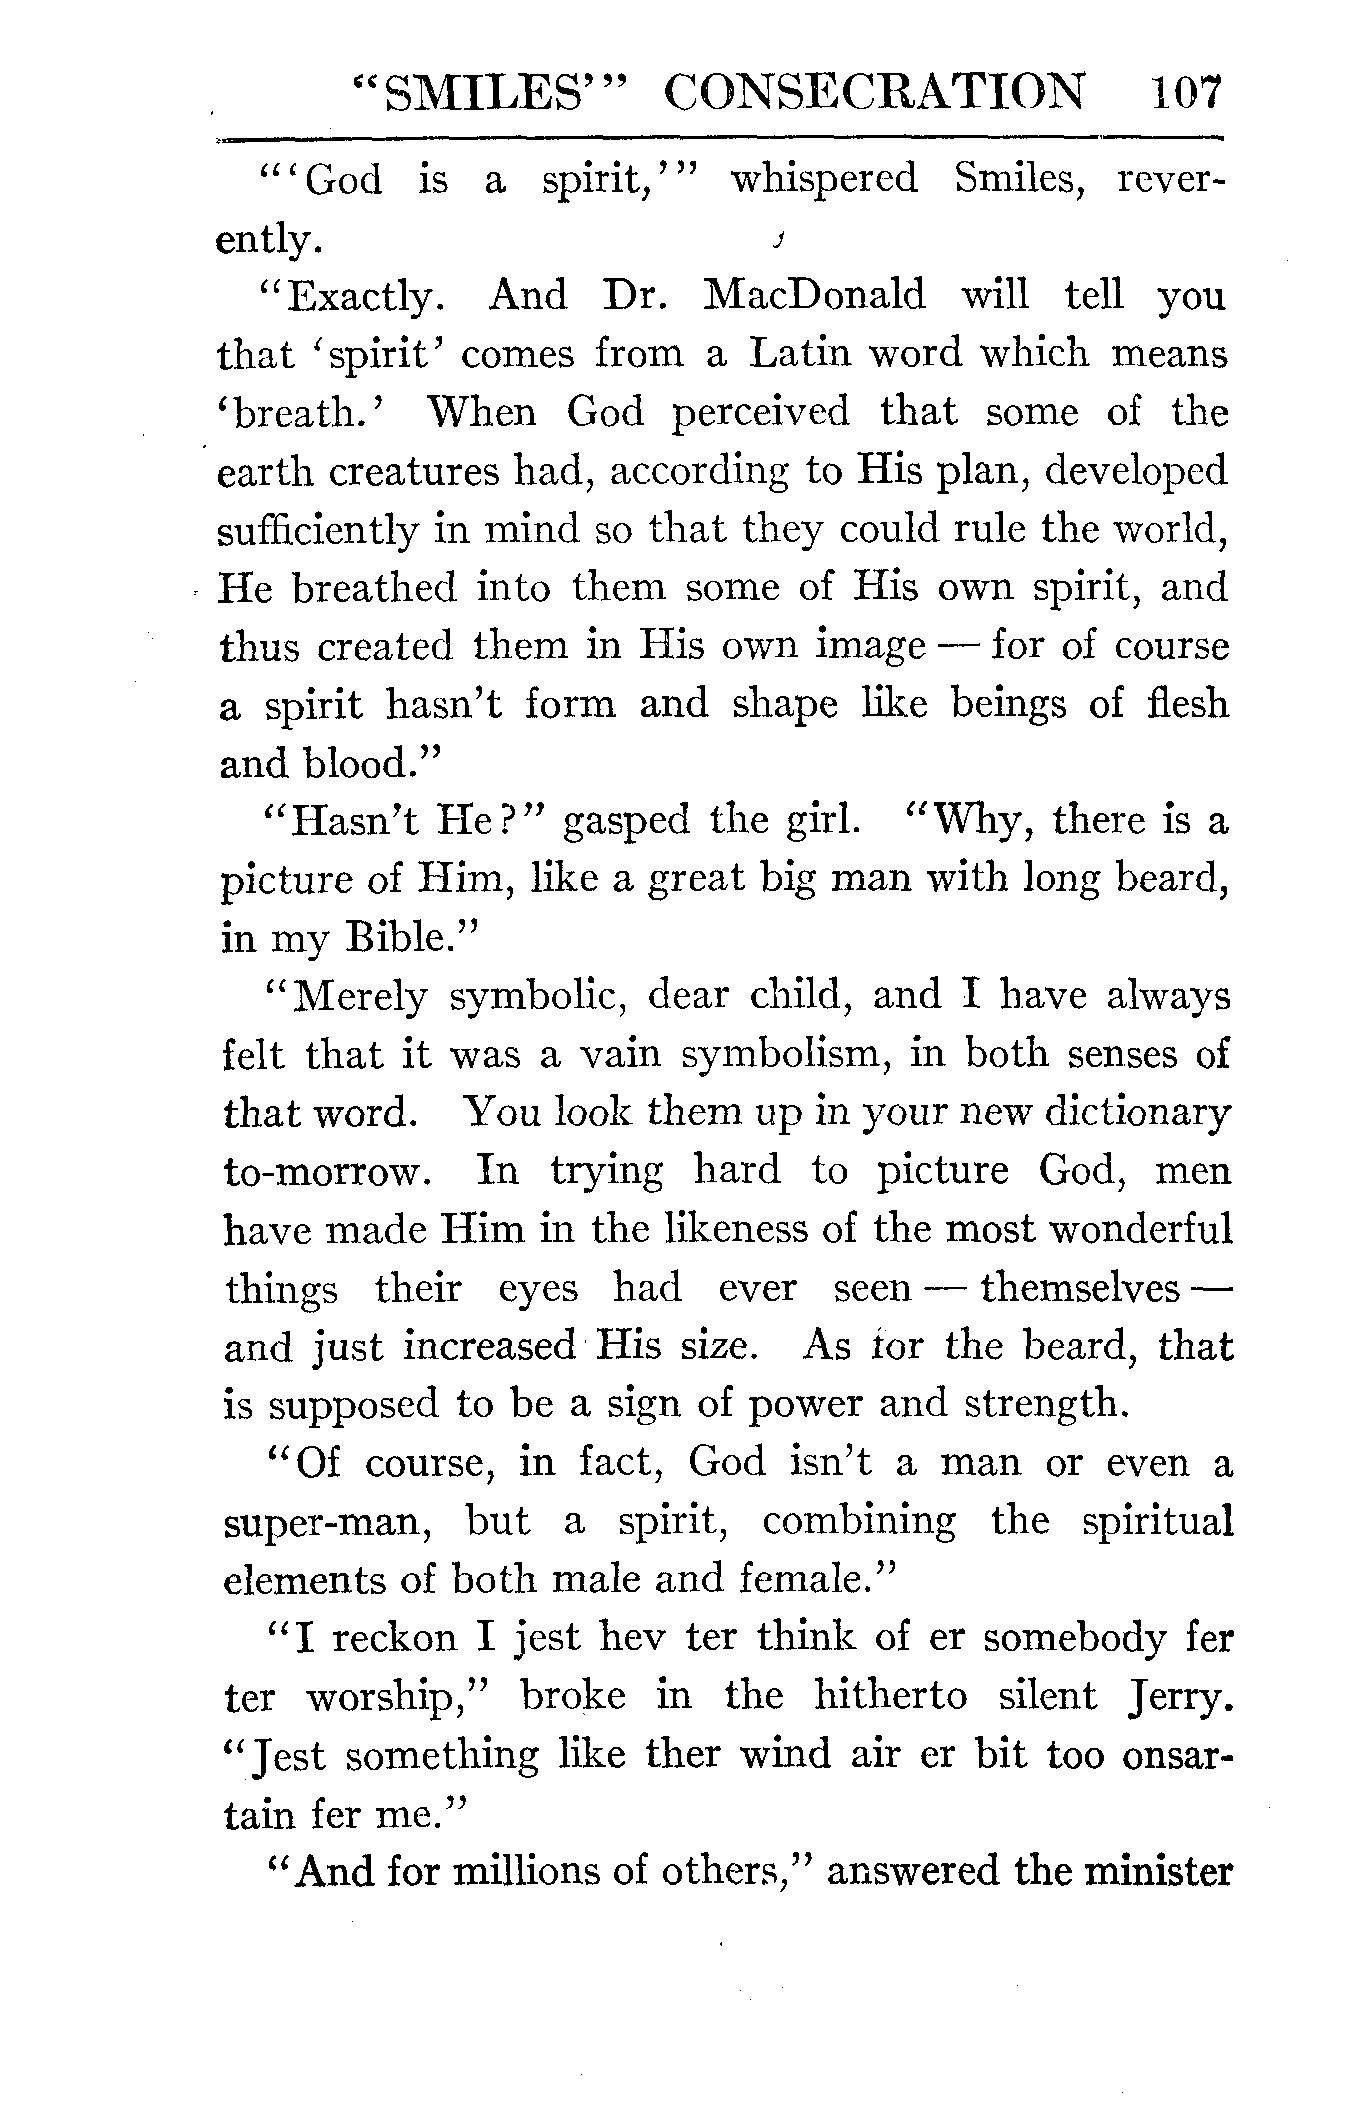 "SMILES'" CONSECRATION 107
"'God is a spirit,'" whispered Smiles, rever-
ently.
"Exactly. And Dr. MacDonald will tell you
that 'spirit' comes from a Latin word which means
'breath.' When God perceived that some of the
earth creatures had, according to His plan, developed
sufficiently in mind so that they could rule the world,
He breathed into them some of His own spirit, and
thus created them in His own image — for of course
a spirit hasn't form and shape like beings of flesh
and blood."
"Hasn't He?" gasped the girl. "Why, there is a
picture of Him, like a great big man with long beard,
in my Bible."
"Merely symbolic, dear child, and I have always
felt that it was a vain symbolism, in both senses of
that word. You look them up in your new dictionary
to-morrow. In trying hard to picture God, men
have made Him in the likeness of the most wonderful
things their eyes had ever seen — themselves —
and just increased His size. As for the beard, that
is supposed to be a sign of power and strength.
"Of course, in fact, God isn't a man or even a
super-man, but a spirit, combining the spiritual
elements of both male and female."
"I reckon I jest hev ter think of er somebody fer
ter worship," broke in the hitherto silent Jerry.
"Jest something like ther wind air er bit too onsar-
tain fer me."
"And for millions of others," answered the minister